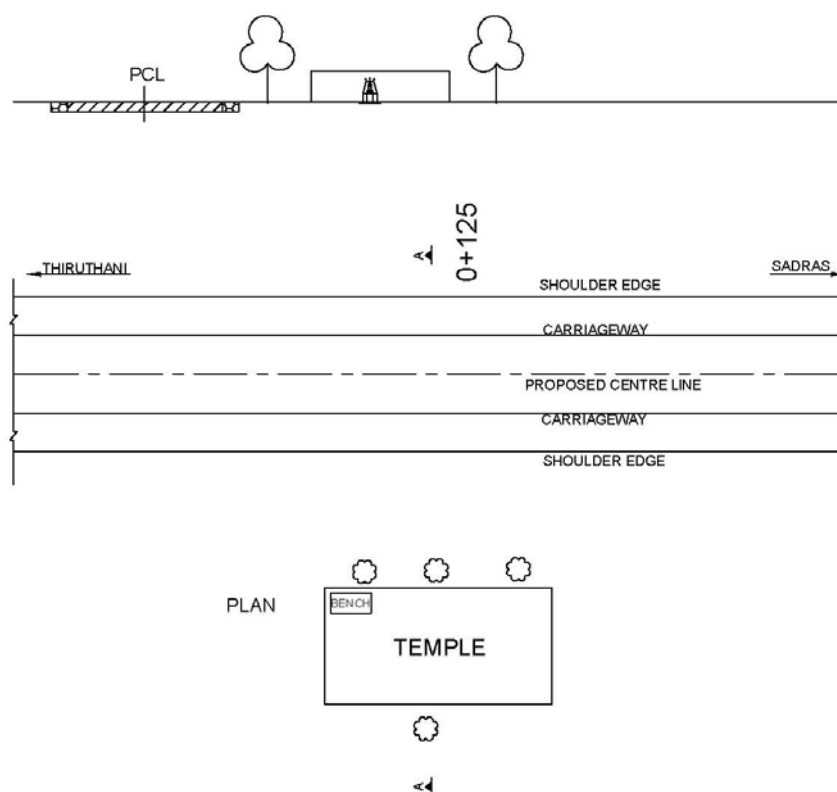 PCL
A
0+125
THIRUTHANI
SADRAS
SHOULDER EDGE
CARRIAGEWAY
PROPOSED CENTRE LINE
CARRIAGEWAY
SHOULDER EDGE
PLAN
BENCH
TEMPLE
A